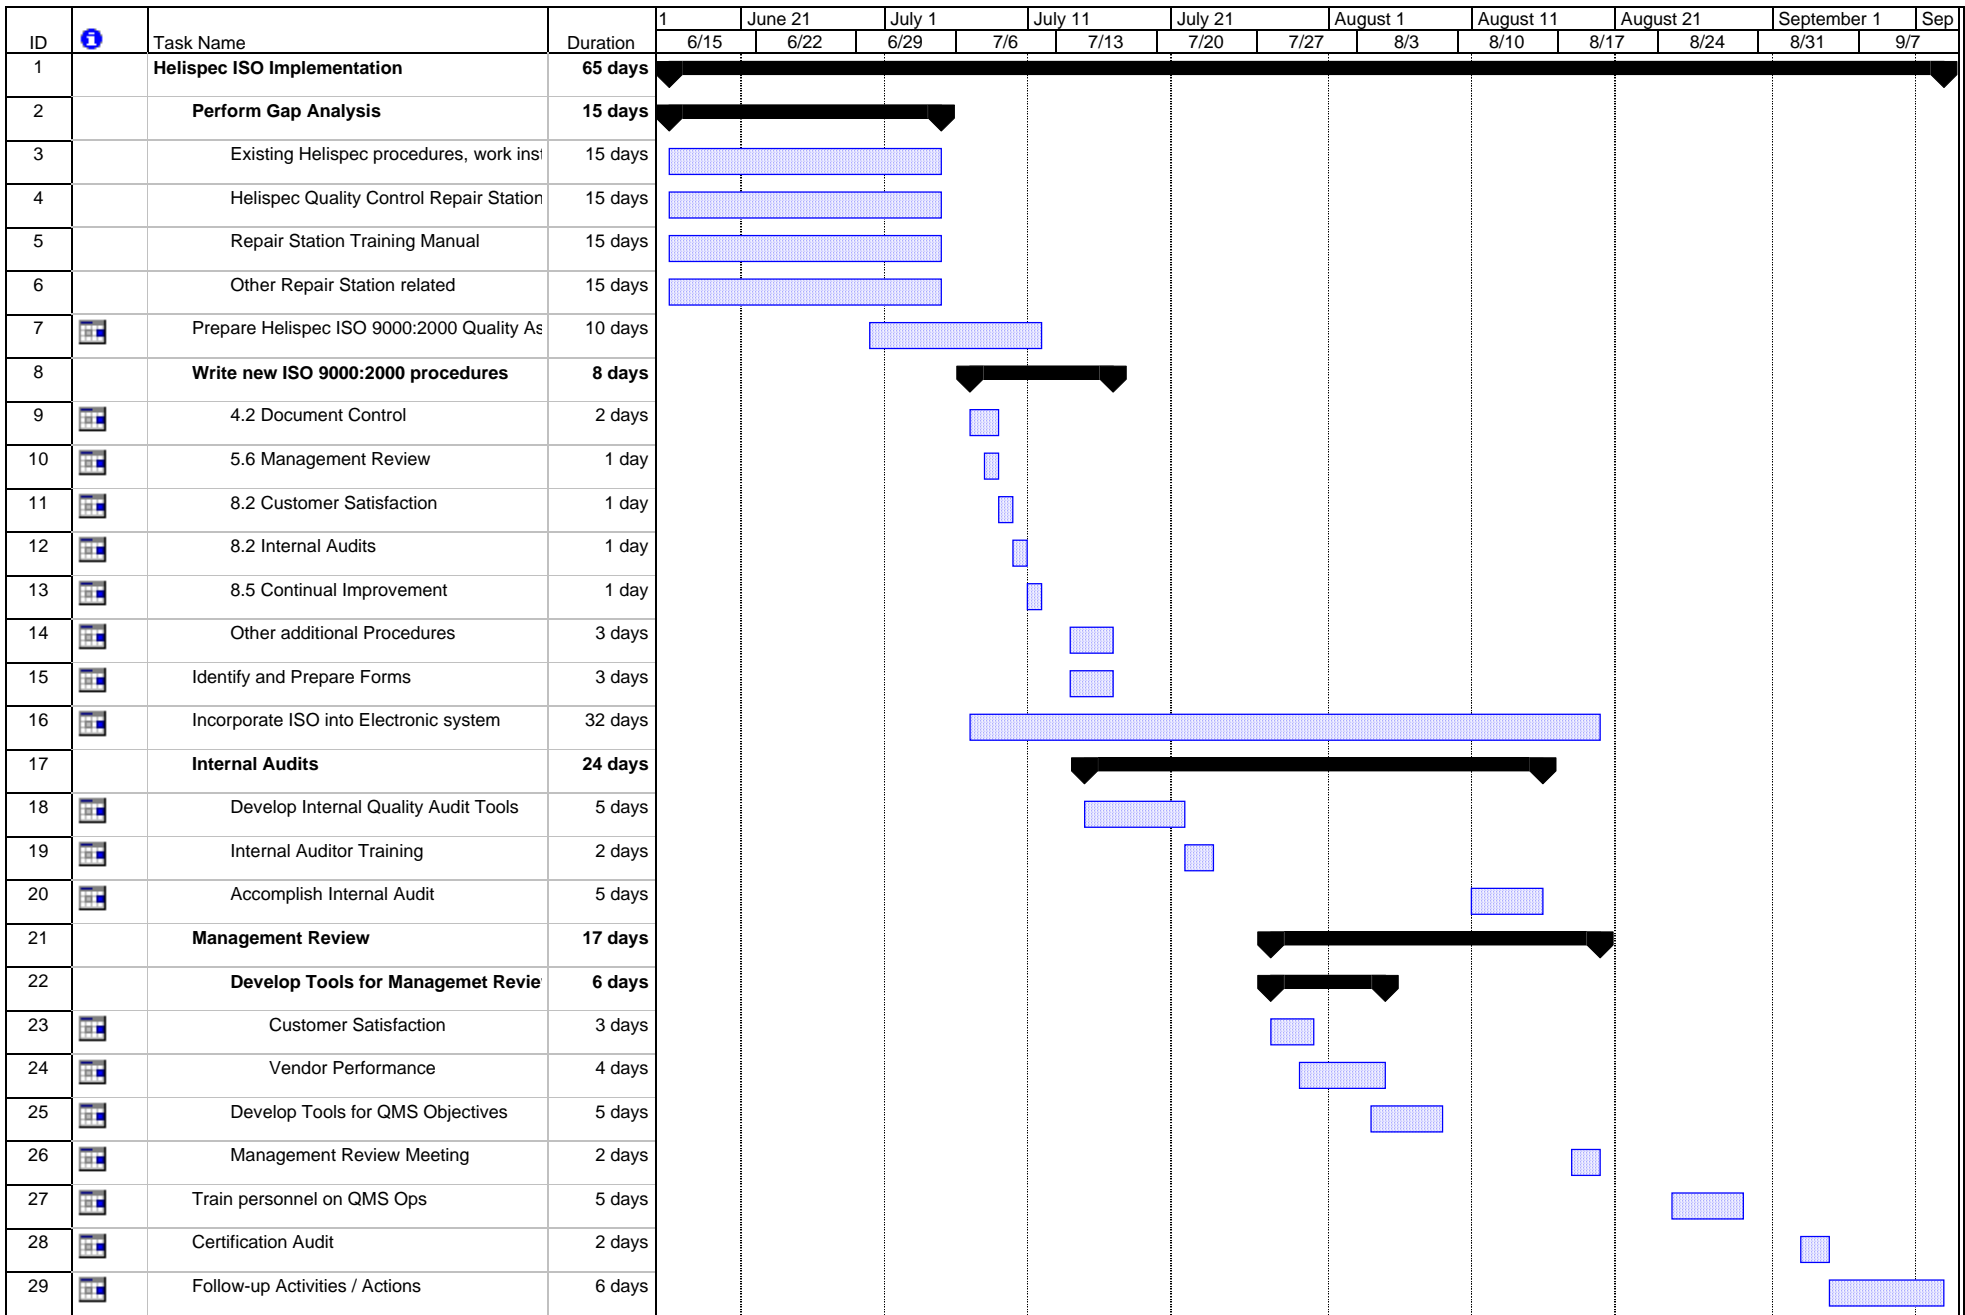 1 June 21 July 1 July 11 July 21 August 1 August 11 August 21 September 1 Sep
ID Task Name Duration 6/15 6/22 6/29 7/6 7/13 7/20 7/27 8/3 8/10 8/17 8/24 8/31 9/7
1 Helispec ISO Implementation 65 days
2 Perform Gap Analysis 15 days
3 Existing Helispec procedures, work inst 15 days
4 Helispec Quality Control Repair Station 15 days
5 Repair Station Training Manual 15 days
6 Other Repair Station related 15 days
7 Prepare Helispec ISO 9000:2000 Quality As 10 days
8 Write new ISO 9000:2000 procedures 8 days
9 4.2 Document Control 2 days
10 5.6 Management Review 1 day
11 8.2 Customer Satisfaction 1 day
12 8.2 Internal Audits 1 day
13 8.5 Continual Improvement 1 day
14 Other additional Procedures 3 days
15 Identify and Prepare Forms 3 days
16 Incorporate ISO into Electronic system 32 days
17 Internal Audits 24 days
18 Develop Internal Quality Audit Tools 5 days
19 Internal Auditor Training 2 days
20 Accomplish Internal Audit 5 days
21 Management Review 17 days
22 Develop Tools for Managemet Revie 6 days
23 Customer Satisfaction 3 days
24 Vendor Performance 4 days
25 Develop Tools for QMS Objectives 5 days
26 Management Review Meeting 2 days
27 Train personnel on QMS Ops 5 days
28 Certification Audit 2 days
29 Follow-up Activities / Actions 6 days